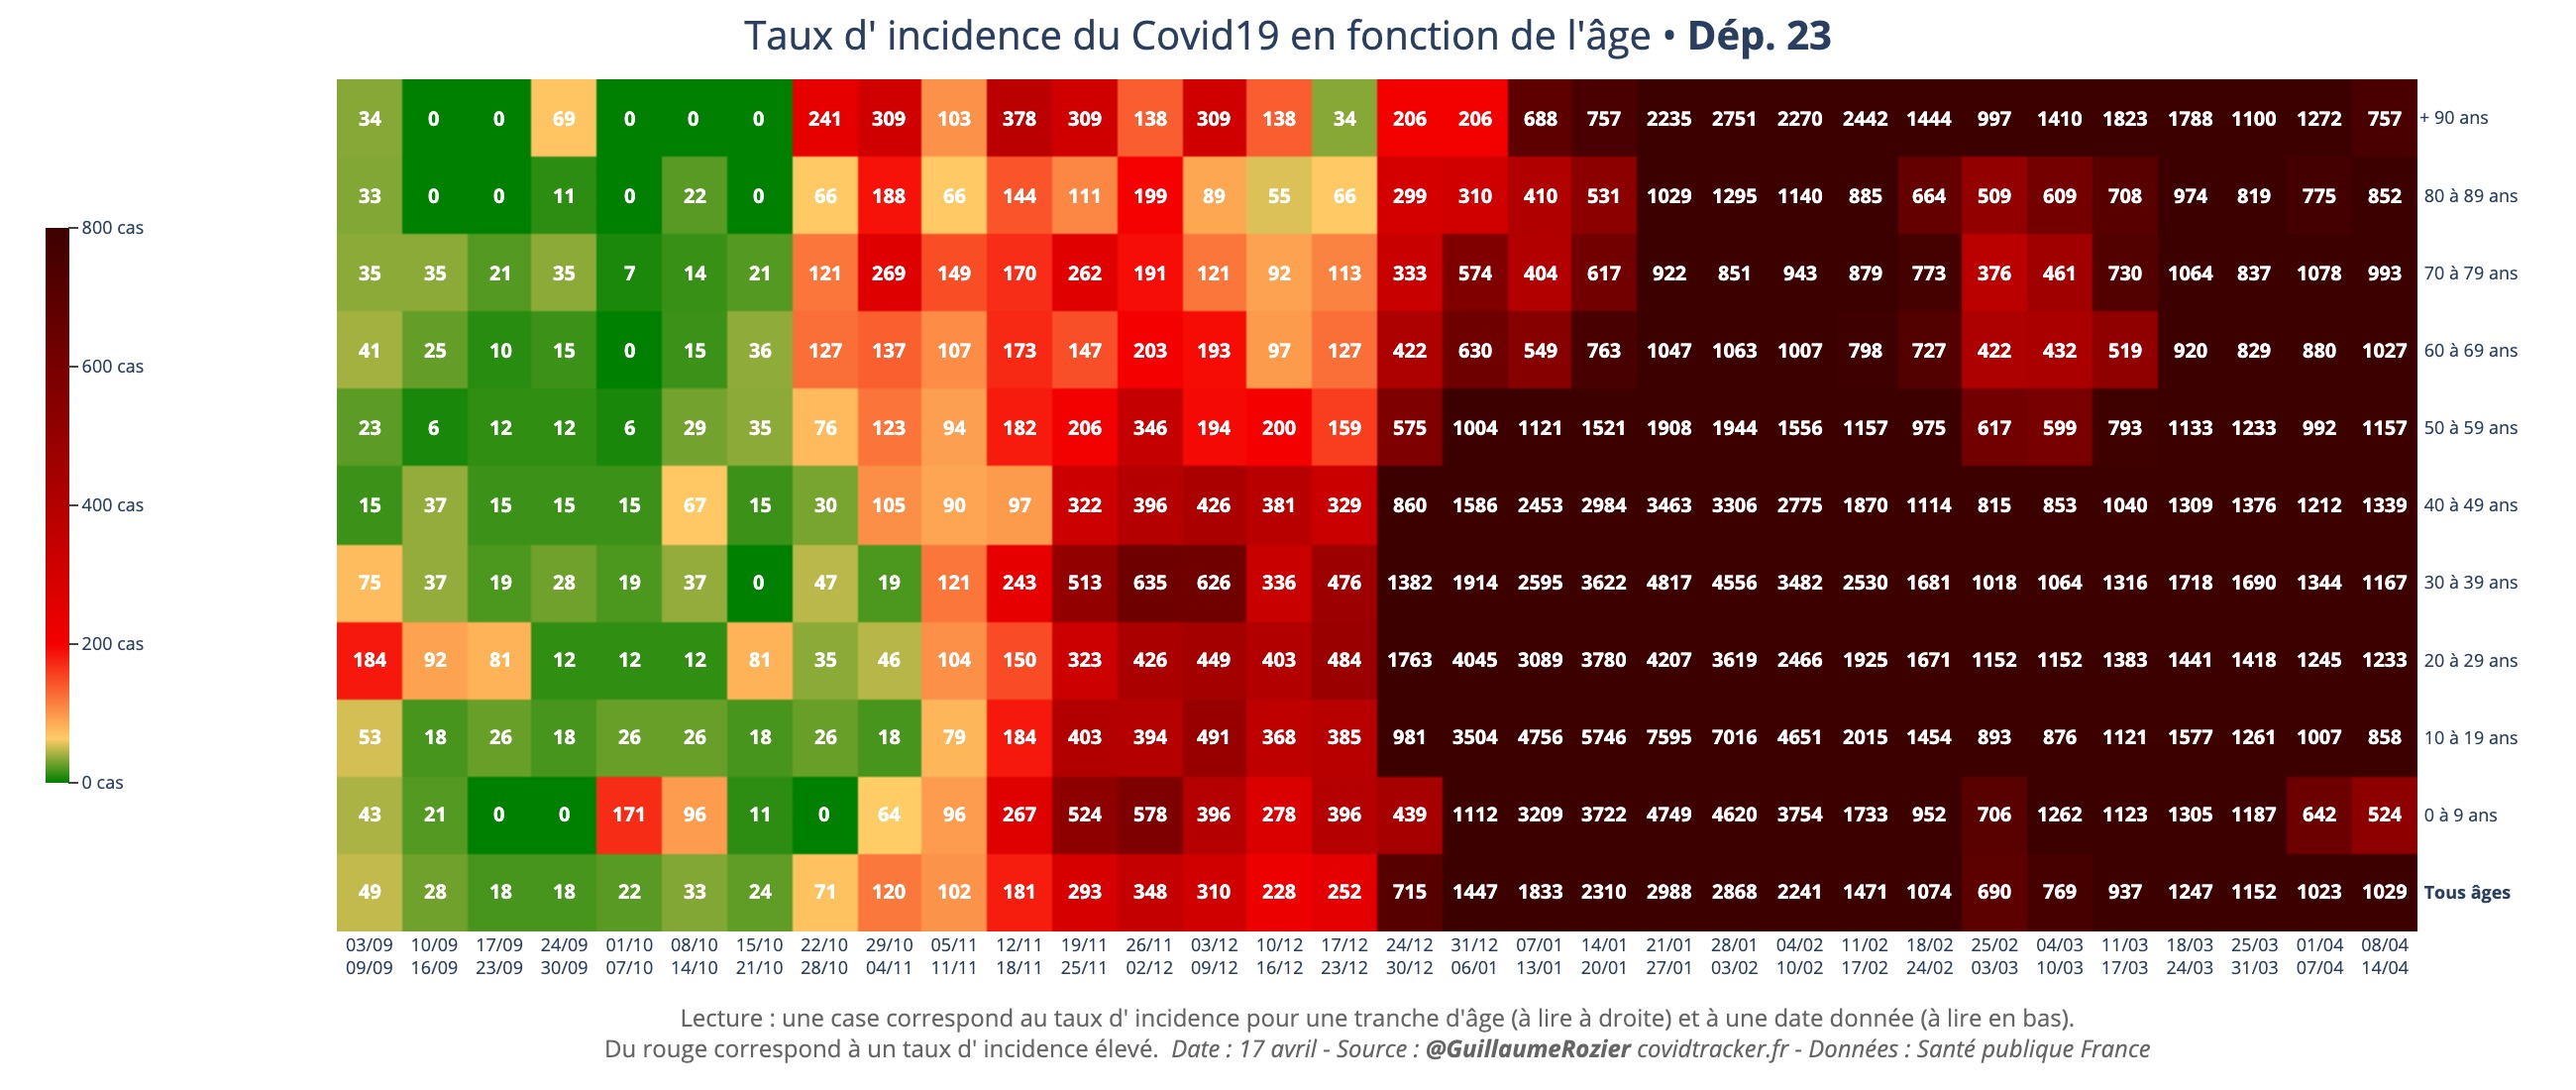 Taux d' incidence du Covid19 en fonction de l'âge • Dép. 23
34 0 0 69 0 0 0 241 309 103 378 309 138 309 138 34 206 206 688 757 2235 2751 2270 2442 1444 997 1410 1823 1788 1100 1272 757 + 90 ans
33 0 0 11 0 22 0 66 188 66 144 111 199 89 55 66 299 310 410 531 1029 1295 1140 885 664 509 609 708 974 819 775 852 80 à 89 ans
800 cas
35 35 21 35 7 14 21 121 269 149 170 262 191 121 92 113 333 574 404 617 922 851 943 879 773 376 461 730 1064 837 1078 993 70 à 79 ans
41 25 10 15 0 15 36 127 137 107 173 147 203 193 97 127 422 630 549 763 1047 1063 1007 798 727 422 432 519 920 829 880 1027 60 à 69 ans
600 cas
23 6 12 12 6 29 35 76 123 94 182 206 346 194 200 159 575 1004 1121 1521 1908 1944 1556 1157 975 617 599 793 1133 1233 992 1157 50 à 59 ans
400 cas
15 37 15 15 15 67 15 30 105 90 97 322 396 426 381 329 860 1586 2453 2984 3463 3306 2775 1870 1114 815 853 1040 1309 1376 1212 1339 40 à 49 ans
75 37 19 28 19 37 0 47 19 121 243 513 635 626 336 476 1382 1914 2595 3622 4817 4556 3482 2530 1681 1018 1064 1316 1718 1690 1344 1167 30 à 39 ans
200 cas
184 92 81 12 12 12 81 35 46 104 150 323 426 449 403 484 1763 4045 3089 3780 4207 3619 2466 1925 1671 1152 1152 1383 1441 1418 1245 1233 20 à 29 ans
53 18 26 18 26 26 18 26 18 79 184 403 394 491 368 385 981 3504 4756 5746 7595 7016 4651 2015 1454 893 876 1121 1577 1261 1007 858 10 à 19 ans
0 cas
43 21 0 0 171 96 11 0 64 96 267 524 578 396 278 396 439 1112 3209 3722 4749 4620 3754 1733 952 706 1262 1123 1305 1187 642 524 0 à 9 ans
49 28 18 18 22 33 24 71 120 102 181 293 348 310 228 252 715 1447 1833 2310 2988 2868 2241 1471 1074 690 769 937 1247 1152 1023 1029 Tous âges
03/09 10/09 17/09 24/09 01/10 08/10 15/10 22/10 29/10 05/11 12/11 19/11 26/11 03/12 10/12 17/12 24/12 31/12 07/01 14/01 21/01 28/01 04/02 11/02 18/02 25/02 04/03 11/03 18/03 25/03 01/04 08/04
09/09 16/09 23/09 30/09 07/10 14/10 21/10 28/10 04/11 11/11 18/11 25/11 02/12 09/12 16/12 23/12 30/12 06/01 13/01 20/01 27/01 03/02 10/02 17/02 24/02 03/03 10/03 17/03 24/03 31/03 07/04 14/04
Lecture : une case correspond au taux d' incidence pour une tranche d'âge (à lire à droite) et à une date donnée (à lire en bas).
Du rouge correspond à un taux d' incidence élevé. Date : 17 avril - Source : @GuillaumeRozier covidtracker.fr - Données : Santé publique France